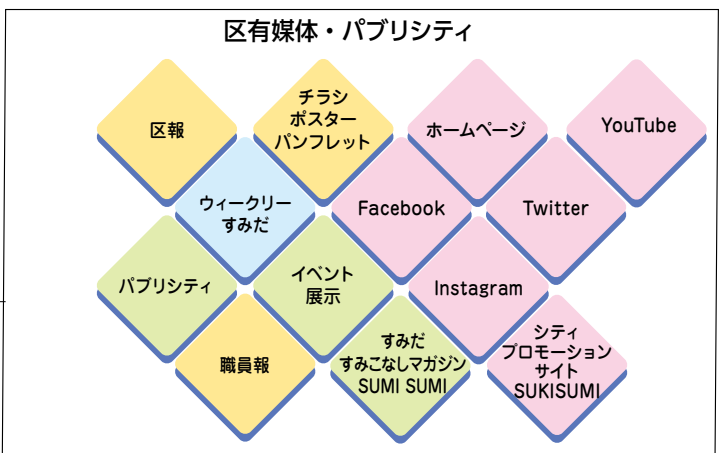 区有媒体・パブリシティ
区報
チラシ
ポスター
パンフレット
ホームページ
YouTube
ウィークリー
すみだ
Facebook
Twitter
パブリシティ
イベント
展示
Instagram
職員報
すみだ
すみこなしマガジン
SUMI SUMI
シティ
プロモーション
サイト
SUKISUMI